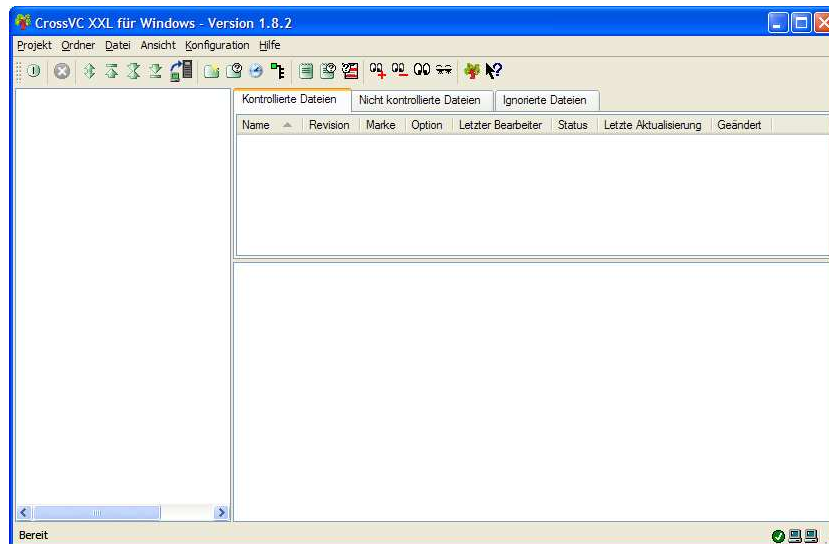 CrossVC XXL für Windows - Version 1.8.2
Projekt Ordner Datei Ansicht Konfiguration Hilfe
Kontrollierte Dateien Nicht kontrollierte Dateien Ignorierte Dateien
Name Revision Marke Option Letzter Bearbeiter Status Letzte Aktualisierung Geändert
Bereit